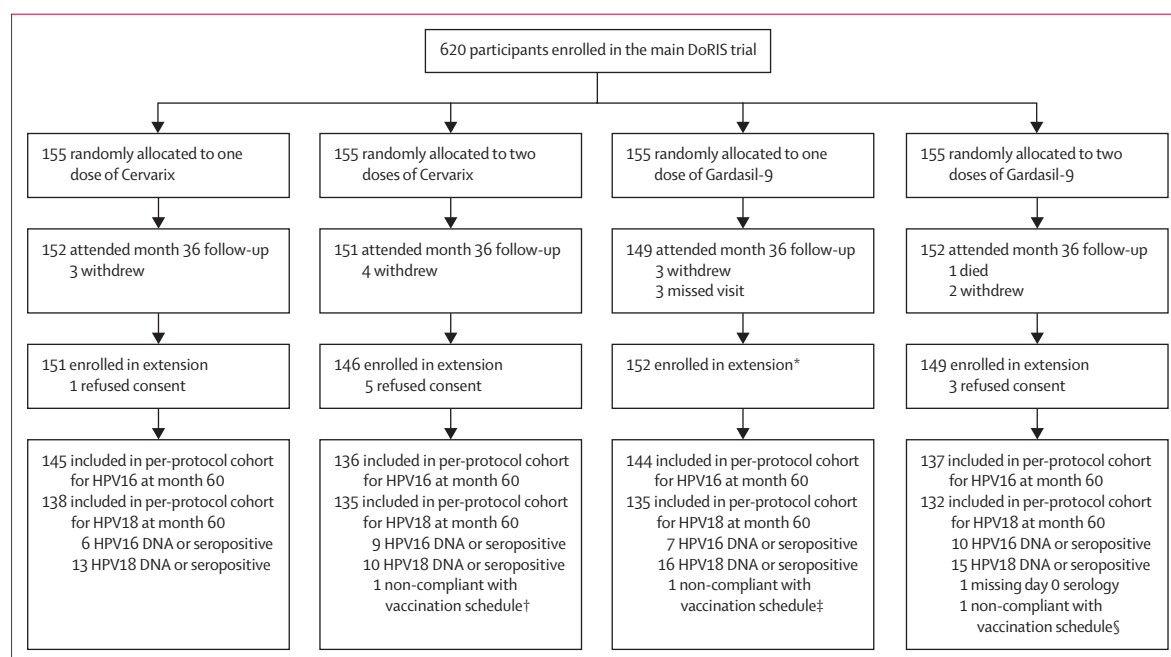 620 participants enrolled in the main DoRIS trial
155 randomly allocated to one
dose of Cervarix
155 randomly allocated to two
doses of Cervarix
155 randomly allocated to one
dose of Gardasil-9
155 randomly allocated to two
doses of Gardasil-9
152 attended month 36 follow-up
3 withdrew
151 attended month 36 follow-up
4 withdrew
149 attended month 36 follow-up
3 withdrew
3 missed visit
152 attended month 36 follow-up
1 died
2 withdrew
151 enrolled in extension
1 refused consent
146 enrolled in extension
5 refused consent
152 enrolled in extension*
149 enrolled in extension
3 refused consent
145 included in per-protocol cohort
for HPV16 at month 60
138 included in per-protocol cohort
for HPV18 at month 60
6 HPV16 DNA or seropositive
13 HPV18 DNA or seropositive
136 included in per-protocol cohort
for HPV16 at month 60
135 included in per-protocol cohort
for HPV18 at month 60
9 HPV16 DNA or seropositive
10 HPV18 DNA or seropositive
1 non-compliant with
vaccination schedule†
144 included in per-protocol cohort
for HPV16 at month 60
135 included in per-protocol cohort
for HPV18 at month 60
7 HPV16 DNA or seropositive
16 HPV18 DNA or seropositive
1 non-compliant with
vaccination schedule‡
137 included in per-protocol cohort
for HPV16 at month 60
132 included in per-protocol cohort
for HPV18 at month 60
10 HPV16 DNA or seropositive
15 HPV18 DNA or seropositive
1 missing day 0 serology
1 non-compliant with
vaccination schedule§